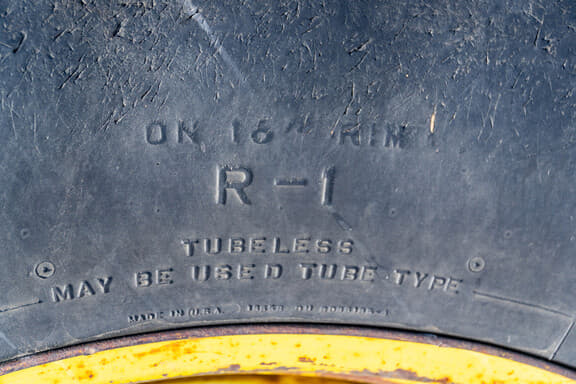 ON 16" RIM
R-1
TUBELESS
MAY BE USED TUBE TYPE
MADE IN U.S.A.